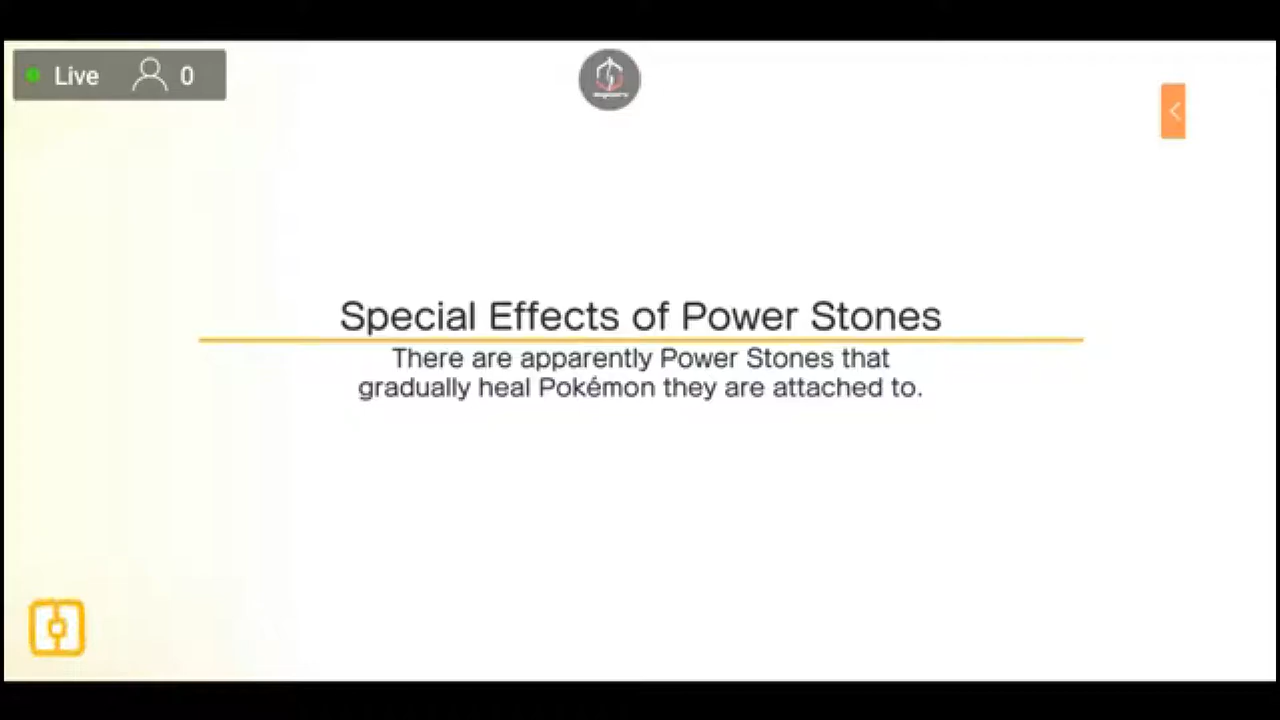 Live 0
Special Effects of Power Stones
There are apparently Power Stones that
gradually heal Pokémon they are attached to.